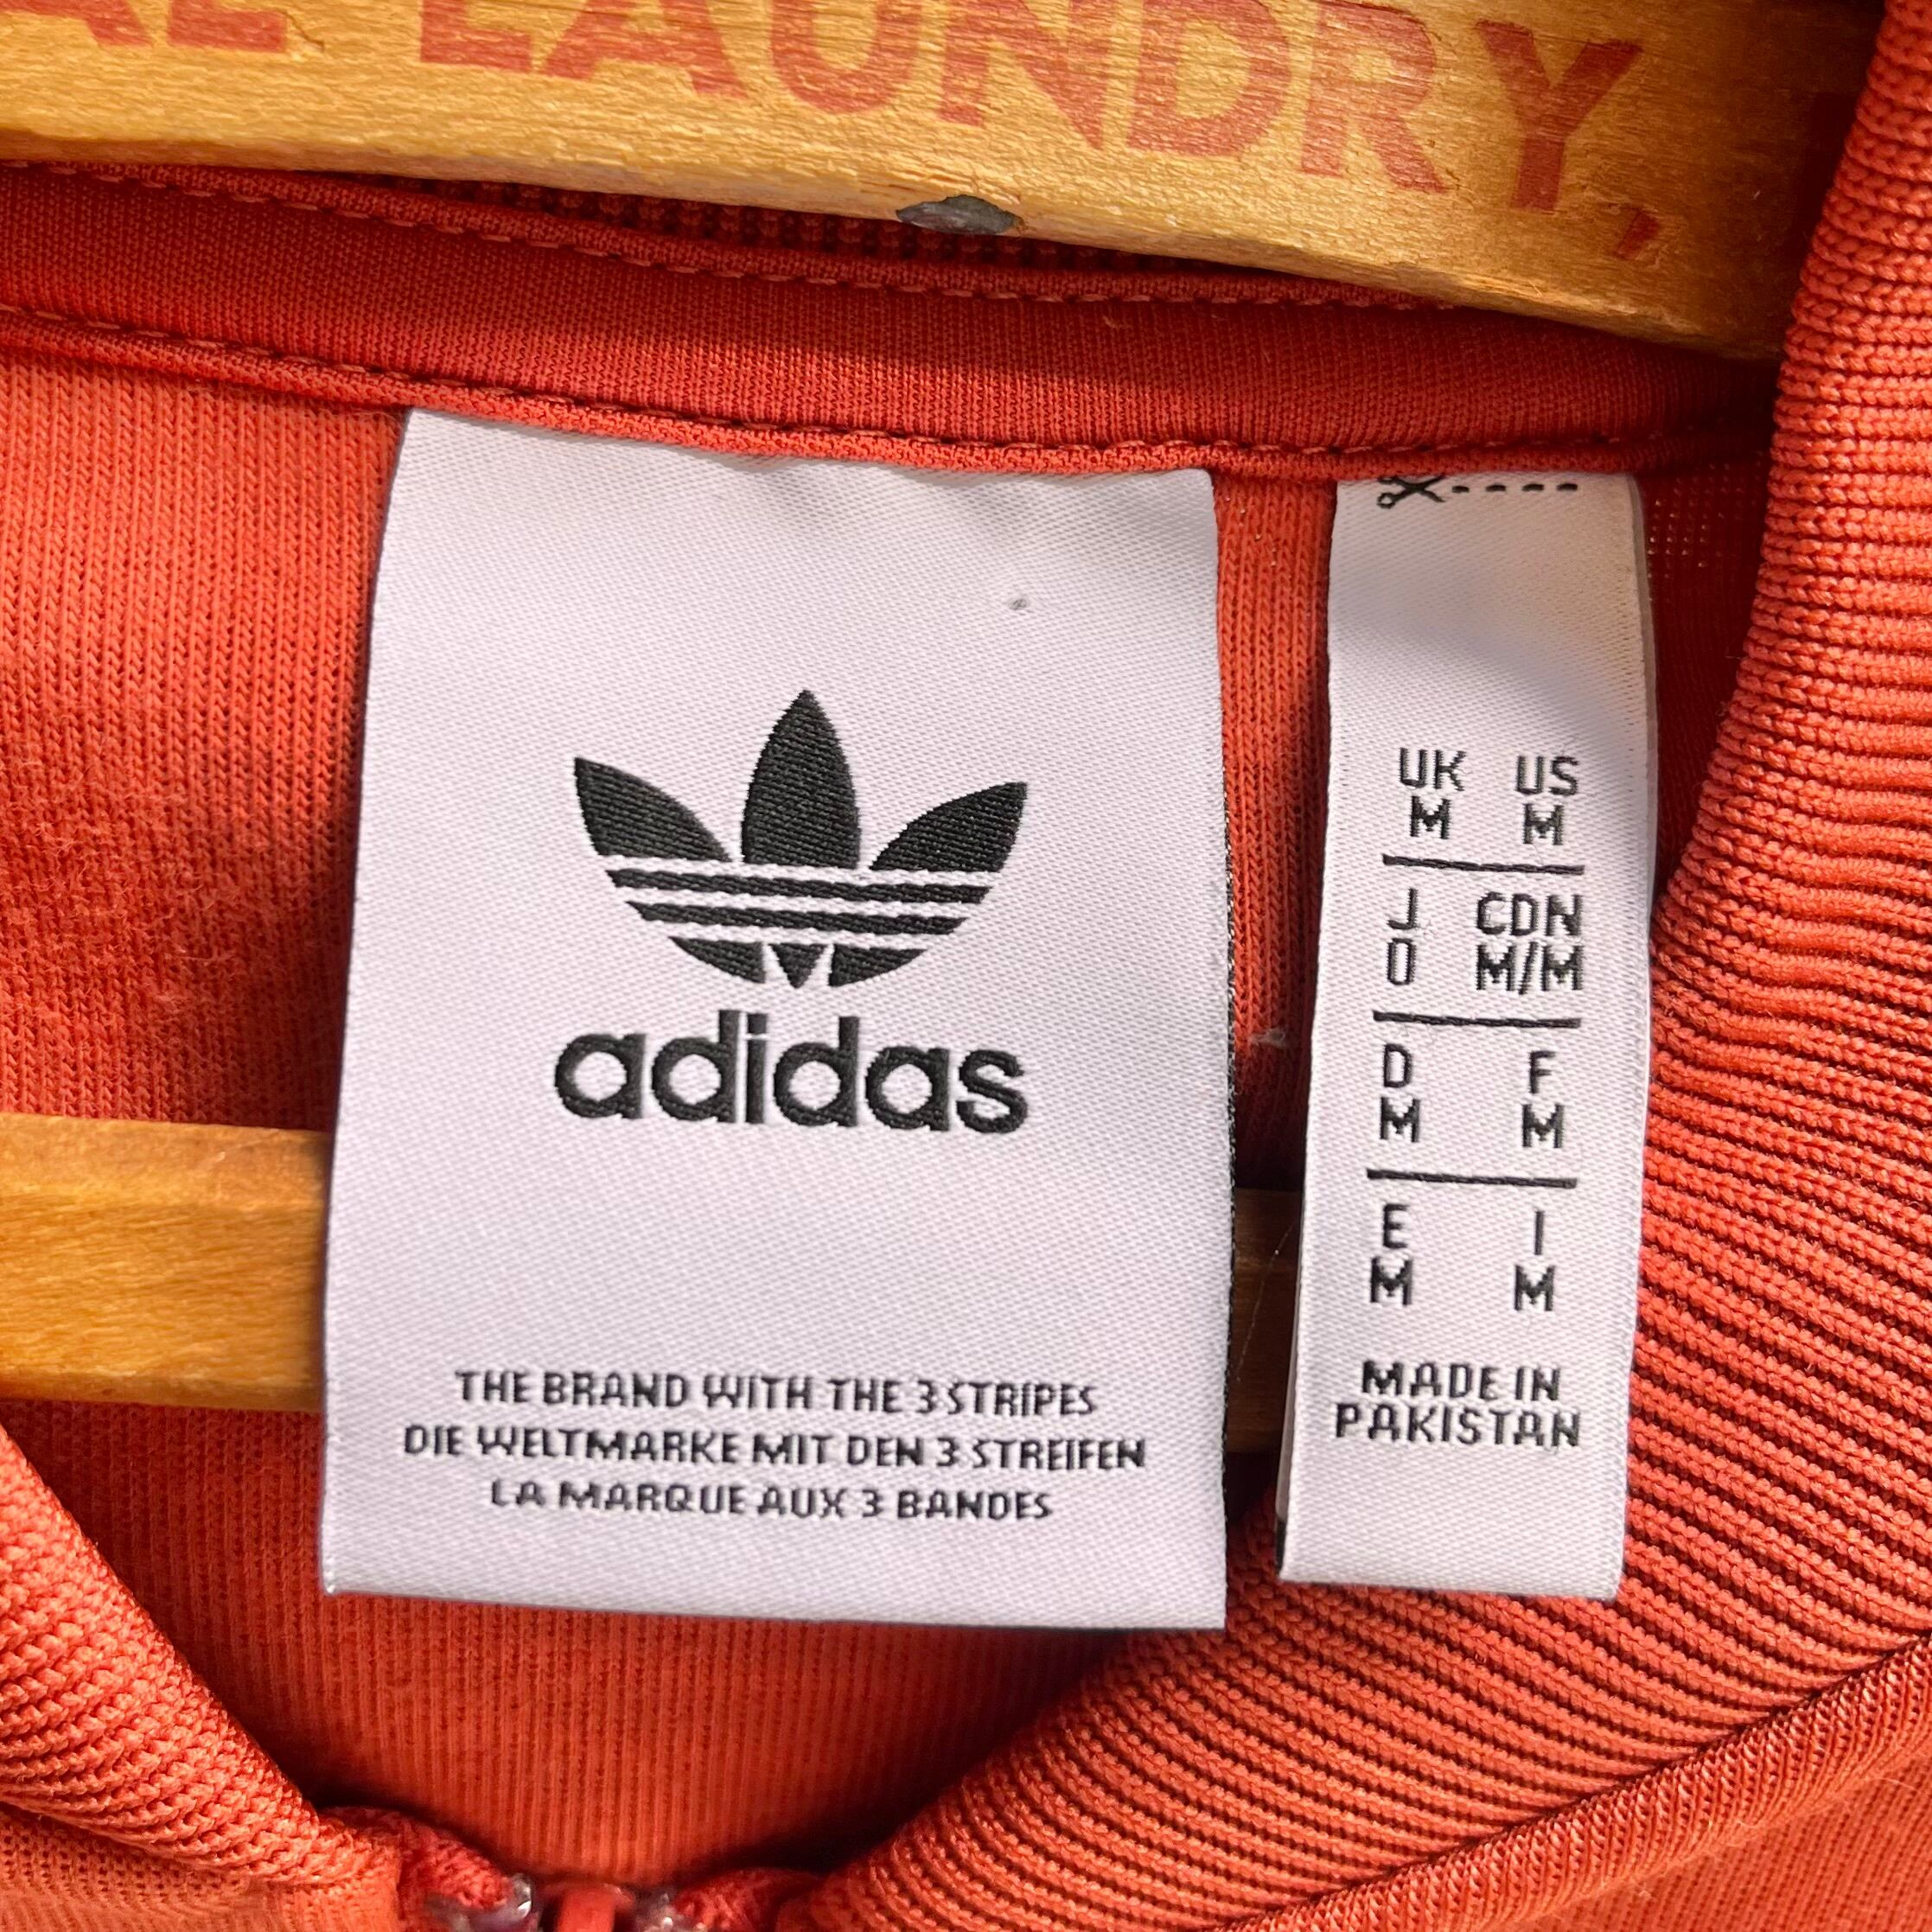 LAUNDRY,
adidas
THE BRAND WITH THE 3 STRIPES
DIE WELTMARKE MIT DEN 3 STREIFEN
LA MARQUE AUX 3 BANDES
UK US
M M
J CDN
O M/M
D F
M M
E I
M M
MADE IN
PAKISTAN